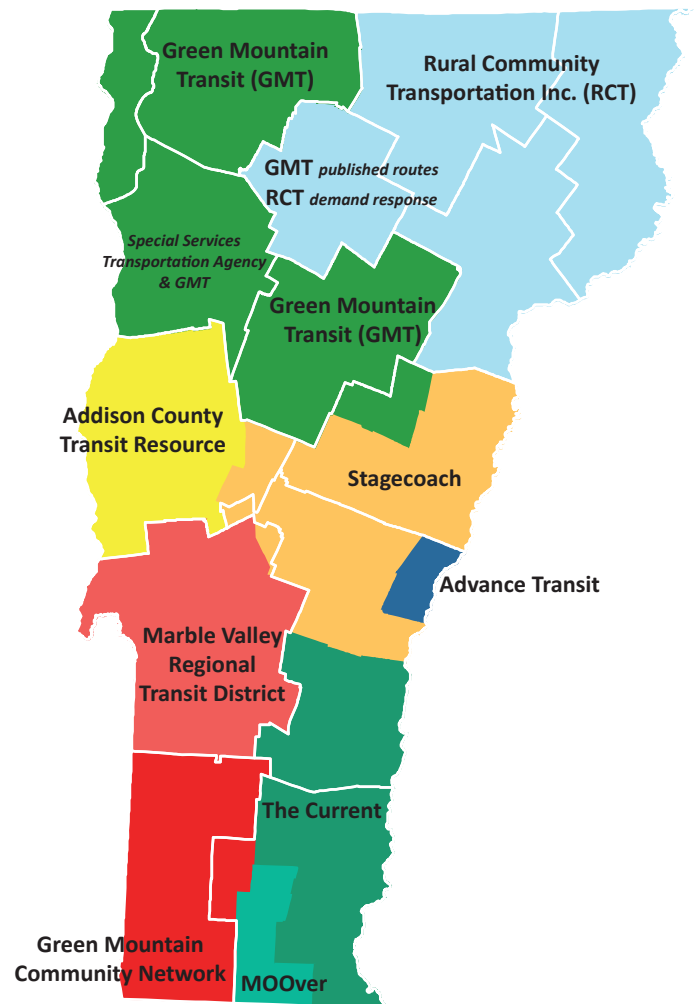 Green Mountain
Transit (GMT)
Rural Community
Transportation Inc. (RCT)
GMT published routes
RCT demand response
Special Services
Transportation Agency
& GMT
Green Mountain
Transit (GMT)
Addison County
Transit Resource
Stagecoach
Advance Transit
Marble Valley
Regional
Transit District
The Current
Green Mountain
Community Network
MOOver